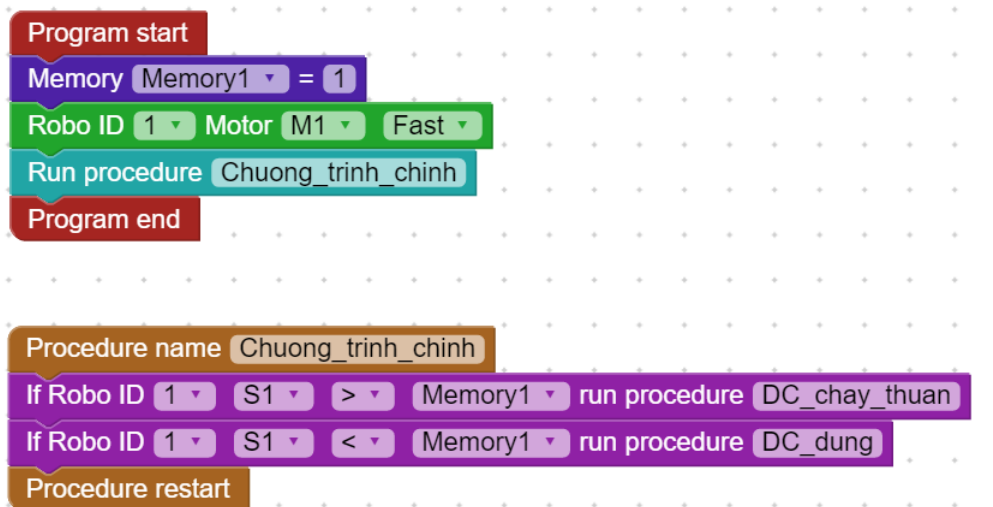 Program start
Memory Memory1 = 1
Robo ID 1 Motor M1 Fast
Run procedure Chuong_trinh_chinh
Program end
Procedure name Chuong_trinh_chinh
If Robo ID 1 S1 > Memory1 run procedure DC_chay_thuan
If Robo ID 1 S1 < Memory1 run procedure DC_dung
Procedure restart